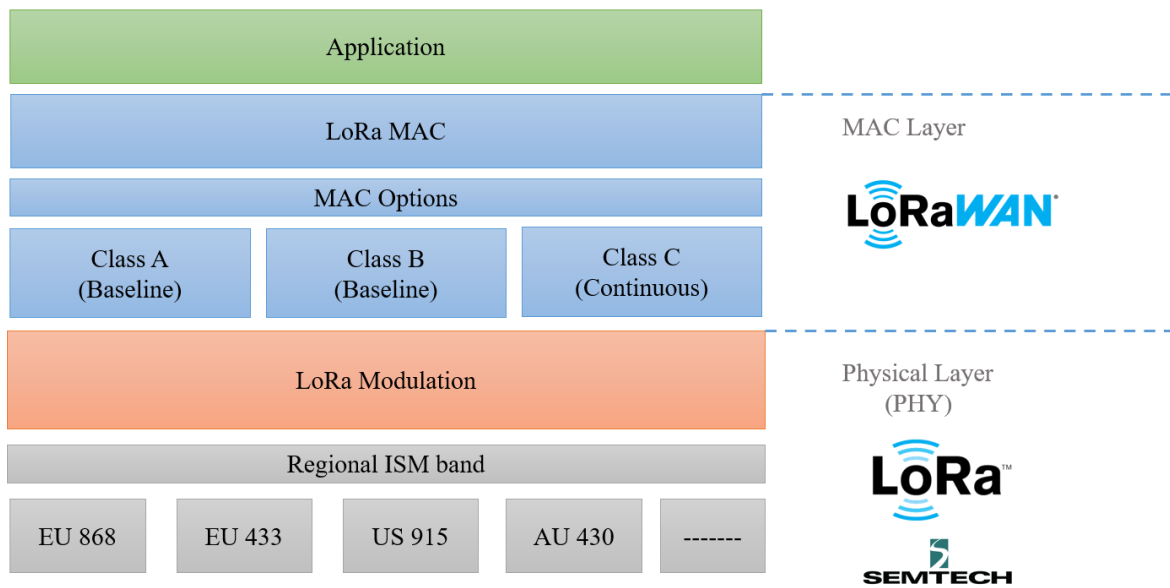 Application
LoRa MAC
MAC Layer
MAC Options
LoRaWAN®
Class A
(Baseline)
Class B
(Baseline)
Class C
(Continuous)
LoRa Modulation
Physical Layer
(PHY)
Regional ISM band
LoRa™
EU 868
EU 433
US 915
AU 430
-------
SEMTECH